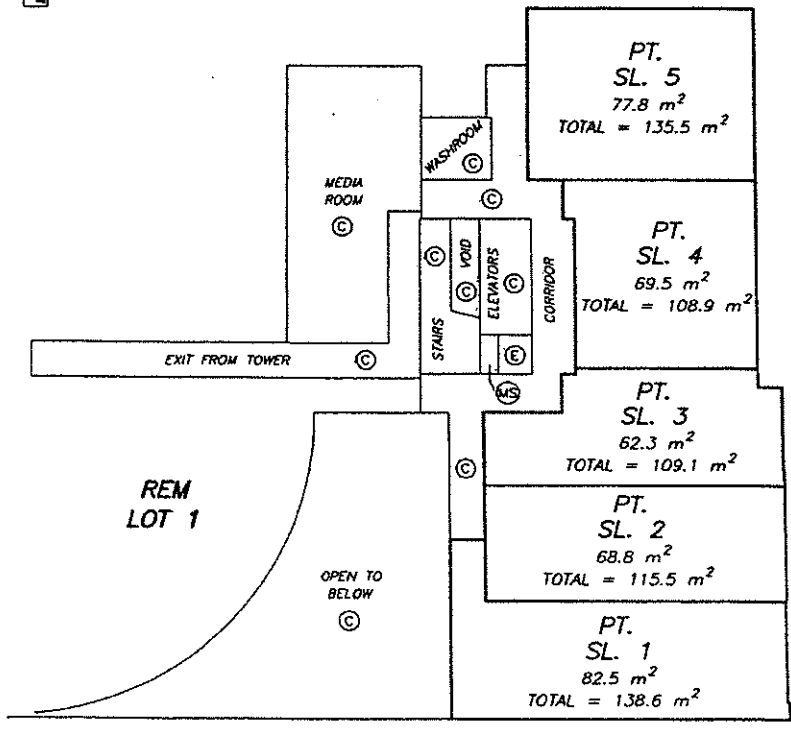 PT.
SL. 5
77.8 m²
TOTAL = 135.5 m²
WASHROOM
C
MEDIA
ROOM
C
C
PT.
SL. 4
69.5 m²
TOTAL = 108.9 m²
STAIRS
C
VOID
C
ELEVATORS
C
CORRIDOR
EXIT FROM TOWER
C
E
MS
PT.
SL. 3
62.3 m²
TOTAL = 109.1 m²
C
REM
LOT 1
PT.
SL. 2
68.8 m²
TOTAL = 115.5 m²
OPEN TO
BELOW
C
PT.
SL. 1
82.5 m²
TOTAL = 138.6 m²